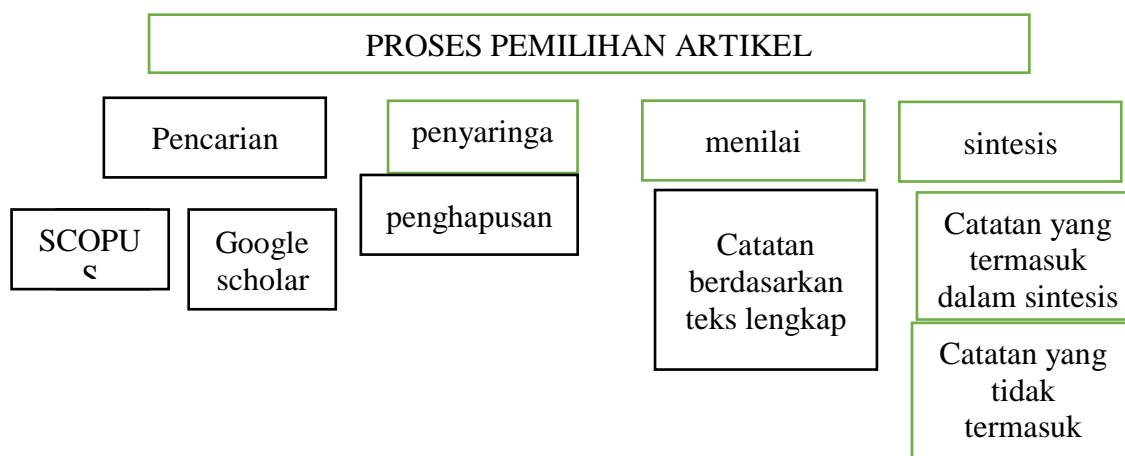 PROSES PEMILIHAN ARTIKEL
Pencarian
penyaringa
menilai
sintesis
SCOPU
S
Google
scholar
penghapusan
Catatan
berdasarkan
teks lengkap
Catatan yang
termasuk
dalam sintesis
Catatan yang
tidak
termasuk